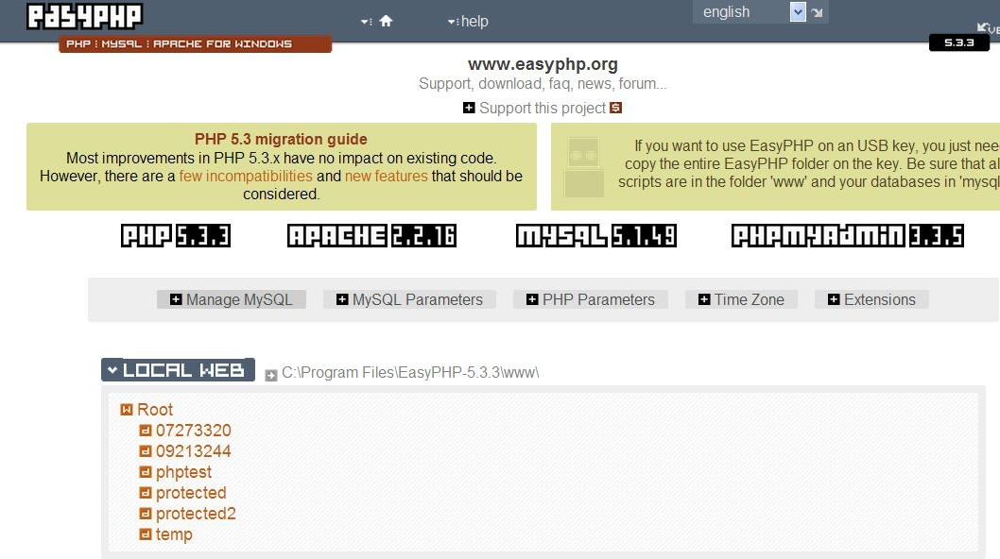 easyPHP
help
english
PHP : MYSQL : APACHE FOR WINDOWS
5.3.3
www.easyphp.org
Support, download, faq, news, forum...
Support this project $
PHP 5.3 migration guide
Most improvements in PHP 5.3.x have no impact on existing code.
However, there are a few incompatibilities and new features that should be
considered.
If you want to use EasyPHP on an USB key, you just nee
copy the entire EasyPHP folder on the key. Be sure that al
scripts are in the folder 'www' and your databases in 'mysql
PHP 5.3.3 APACHE 2.2.16 MYSQL 5.1.49 PHPMYADMIN 3.3.5
Manage MySQL MySQL Parameters PHP Parameters Time Zone Extensions
LOCAL WEB C:\Program Files\EasyPHP-5.3.3\www\
Root
07273320
09213244
phptest
protected
protected2
temp